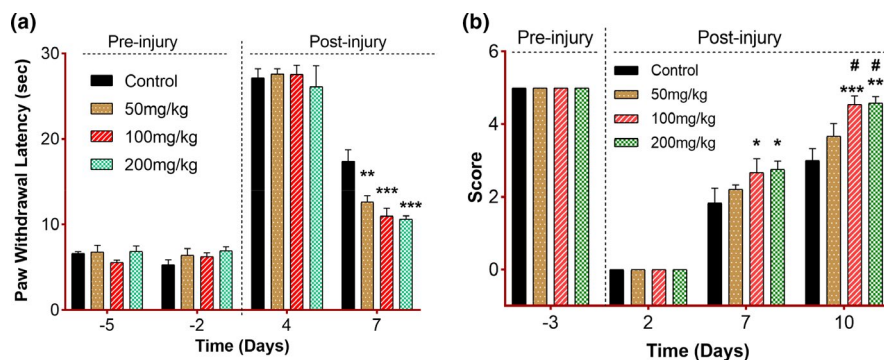 (a)
Pre-injury
Post-injury
Paw Withdrawal Latency (sec)
30
20
10
0
Control
50mg/kg
100mg/kg
200mg/kg
**
***
***
-5
-2
4
7
Time (Days)
(b)
Pre-injury
Post-injury
Score
6
4
2
0
Control
50mg/kg
100mg/kg
200mg/kg
*
*
#
#
***
**
-3
2
7
10
Time (Days)